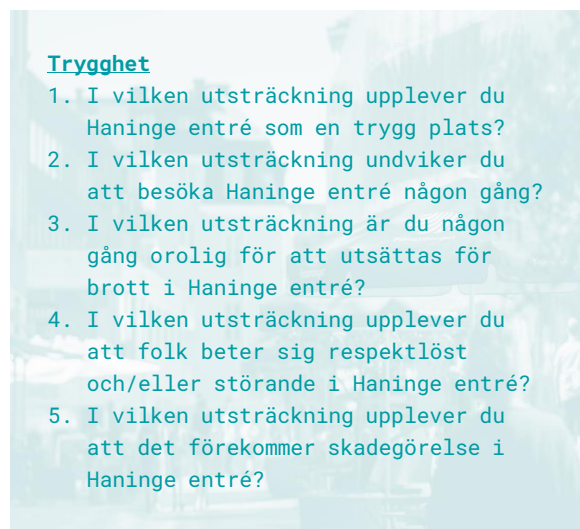 Trygghet
1. I vilken utsträckning upplever du
Haninge entré som en trygg plats?
2. I vilken utsträckning undviker du
att besöka Haninge entré någon gång?
3. I vilken utsträckning är du någon
gång orolig för att utsättas för
brott i Haninge entré?
4. I vilken utsträckning upplever du
att folk beter sig respektlöst
och/eller störande i Haninge entré?
5. I vilken utsträckning upplever du
att det förekommer skadegörelse i
Haninge entré?